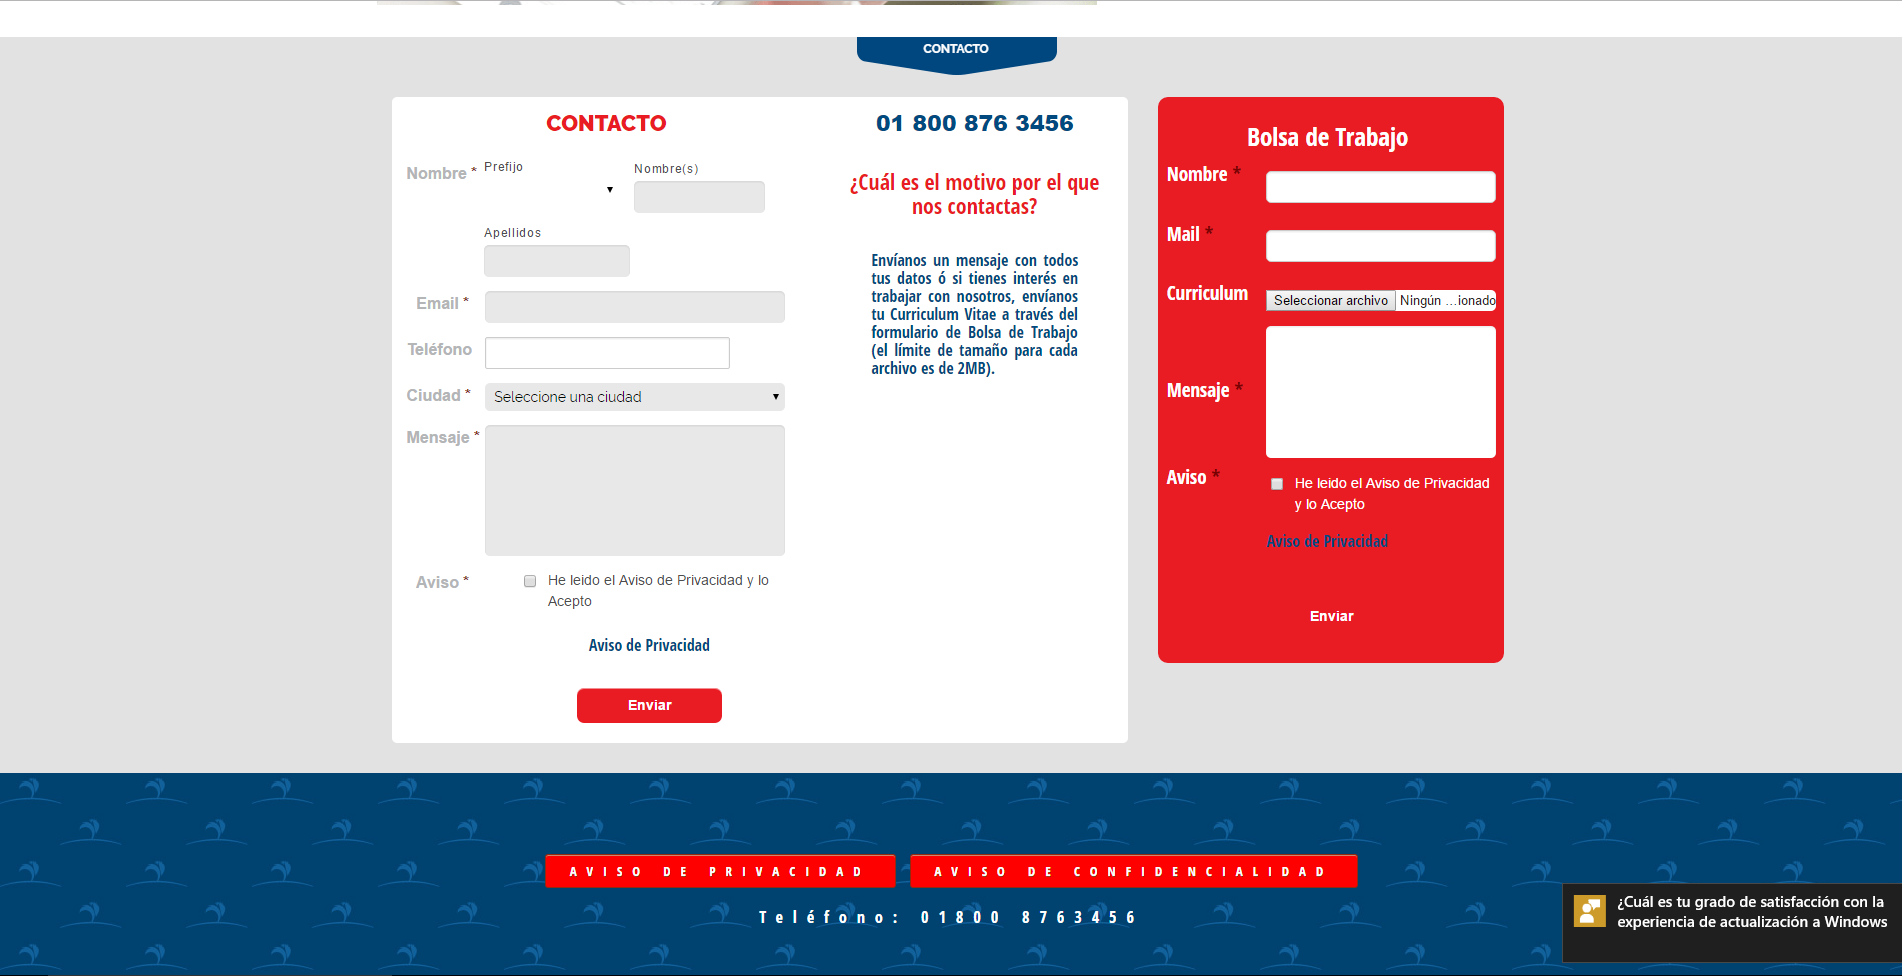 CONTACTO
CONTACTO
Nombre *
Prefijo
Nombre(s)
Apellidos
Email *
Teléfono
Ciudad *
Seleccione una ciudad
Mensaje *
Aviso *
He leido el Aviso de Privacidad y lo
Acepto
Aviso de Privacidad
Enviar
01 800 876 3456
¿Cuál es el motivo por el que
nos contactas?
Envíanos un mensaje con todos
tus datos ó si tienes interés en
trabajar con nosotros, envíanos
tu Curriculum Vitae a través del
formulario de Bolsa de Trabajo
(el límite de tamaño para cada
archivo es de 2MB).
Bolsa de Trabajo
Nombre *
Mail *
Curriculum
Seleccionar archivo Ningún ...ionado
Mensaje *
Aviso *
He leido el Aviso de Privacidad
y lo Acepto
Aviso de Privacidad
Enviar
AVISO DE PRIVACIDAD
AVISO DE CONFIDENCIALIDAD
Teléfono: 01800 8763456
¿Cuál es tu grado de satisfacción con la
experiencia de actualización a Windows